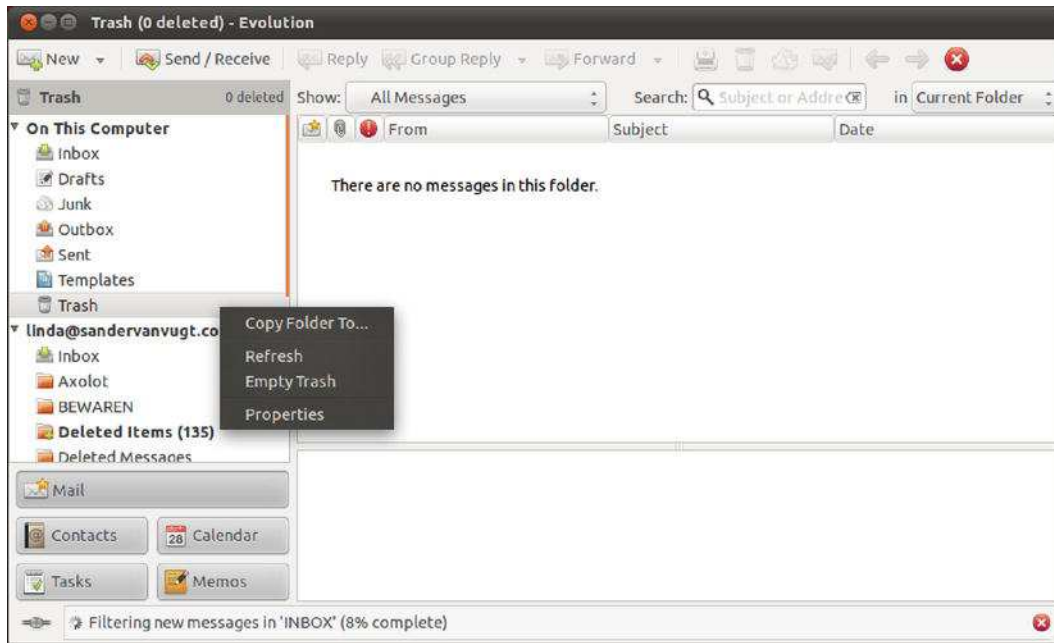 Trash (0 deleted) - Evolution
New Send / Receive Reply Group Reply Forward
Trash 0 deleted Show: All Messages Search: Subject or Addre in Current Folder
On This Computer
From Subject Date
Inbox
Drafts
There are no messages in this folder.
Junk
Outbox
Sent
Templates
Trash
Copy Folder To...
linda@sandervanvugt.co
Inbox
Refresh
Axolot
Empty Trash
BEWAREN
Properties
Deleted Items (135)
Deleted Messages
Mail
Contacts 28 Calendar
Tasks Memos
Filtering new messages in 'INBOX' (8% complete)